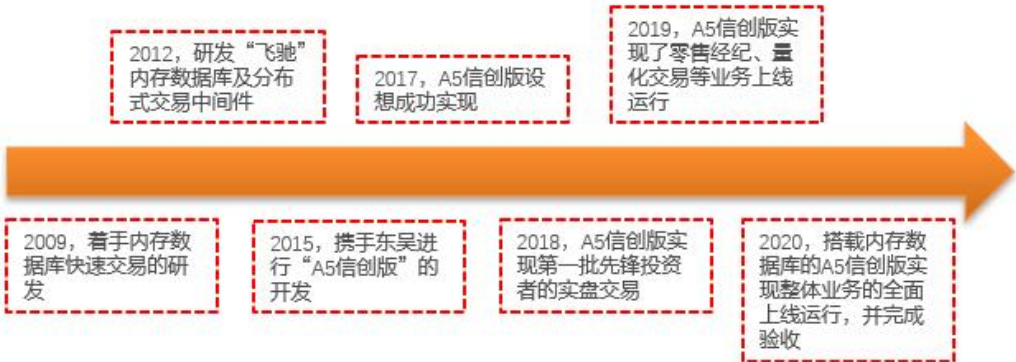 2012，研发“飞驰”
内存数据库及分布
式交易中间件
2017，A5信创版设
想成功实现
2019，A5信创版实
现了零售经纪、量
化交易等业务上线
运行
2009，着手内存数
据库快速交易的研
发
2015，携手东吴进
行“A5信创版”的
开发
2018，A5信创版实
现第一批先锋投资
者的实盘交易
2020，搭载内存数
据库的A5信创版实
现整体业务的全面
上线运行，并完成
验收